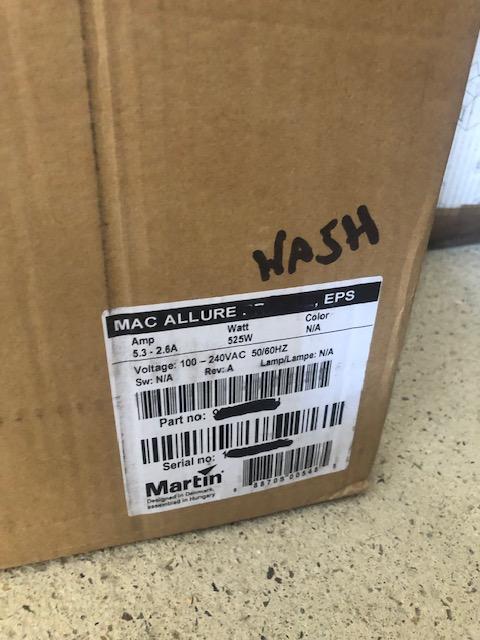 WASH
MAC ALLURE , EPS
Amp Watt Color
5.3 - 2.6A 525W N/A
Voltage: 100 – 240VAC 50/60HZ
Sw: N/A Rev: A Lamp/Lampe: N/A
Part no:
Serial no:
Martin
Designed in Denmark,
assembled in Hungary